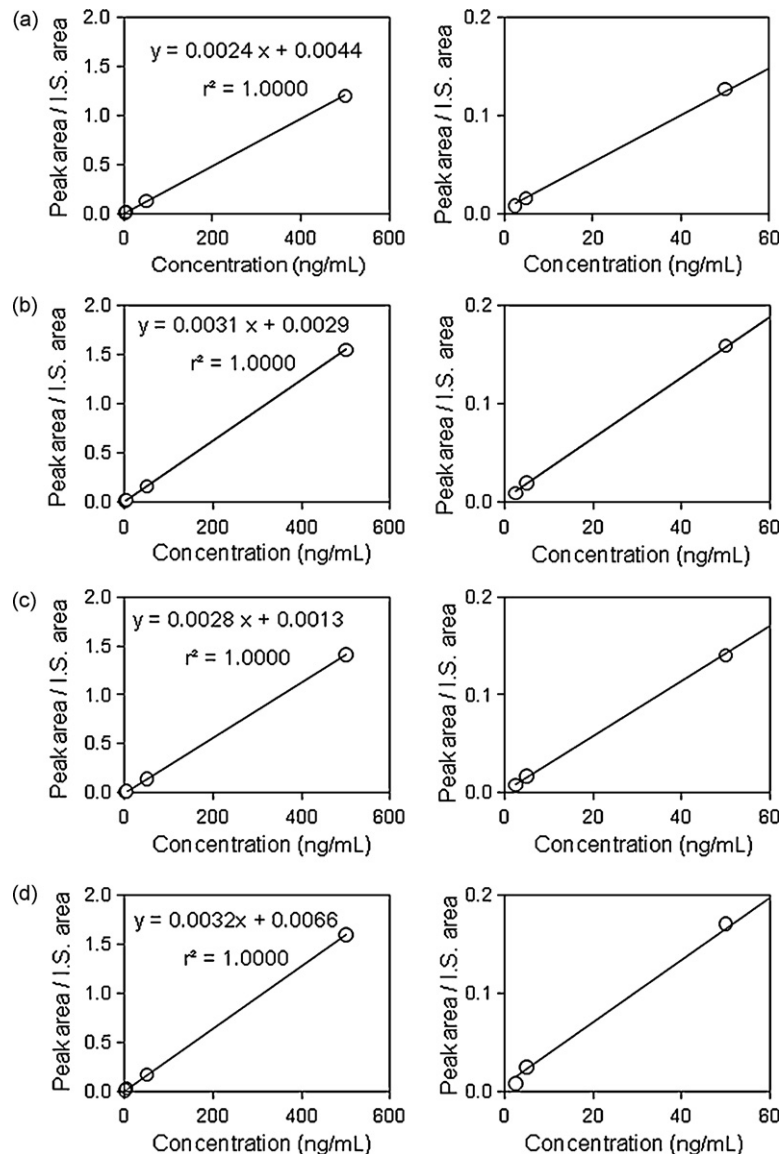 (a)
2.0
1.5
1.0
0.5
0.0
Peak area / I.S. area
y = 0.0024 x + 0.0044
r² = 1.0000
0 200 400 600
Concentration (ng/mL)
0.2
0.1
0.0
Peak area / I.S. area
0 20 40 60
Concentration (ng/mL)
(b)
2.0
1.5
1.0
0.5
0.0
Peak area / I.S. area
y = 0.0031 x + 0.0029
r² = 1.0000
0 200 400 600
Concentration (ng/mL)
0.2
0.1
0.0
Peak area / I.S. area
0 20 40 60
Concentration (ng/mL)
(c)
2.0
1.5
1.0
0.5
0.0
Peak area / I.S. area
y = 0.0028 x + 0.0013
r² = 1.0000
0 200 400 600
Concentration (ng/mL)
0.2
0.1
0.0
Peak area / I.S. area
0 20 40 60
Concentration (ng/mL)
(d)
2.0
1.5
1.0
0.5
0.0
Peak area / I.S. area
y = 0.0032x + 0.0066
r² = 1.0000
0 200 400 600
Concentration (ng/mL)
0.2
0.1
0.0
Peak area / I.S. area
0 20 40 60
Concentration (ng/mL)